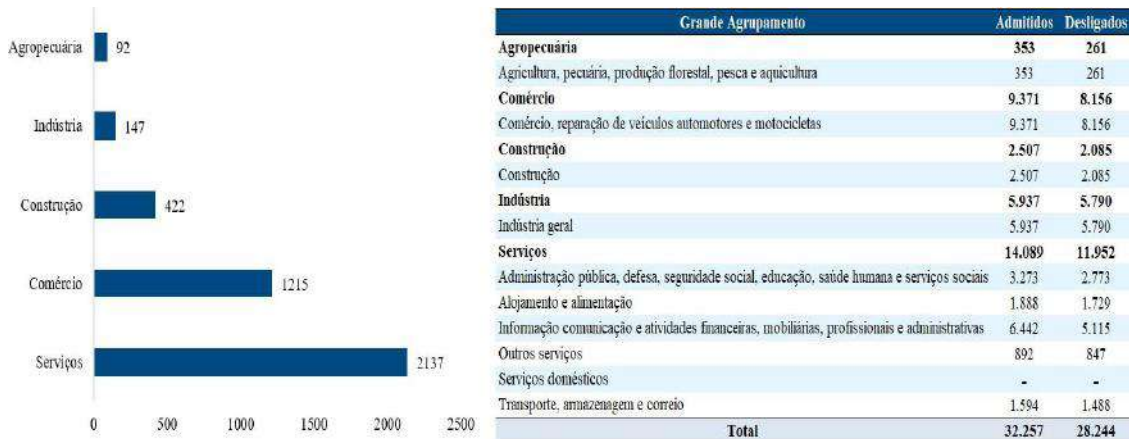 Agropecuária 92
Indústria 147
Construção 422
Comércio 1215
Serviços 2137
0 500 1000 1500 2000 2500
Grande Agrupamento Admitidos Desligados
Agropecuária 353 261
Agricultura, pecuária, produção florestal, pesca e aquicultura 353 261
Comércio 9.371 8.156
Comércio, reparação de veículos automotores e motocicletas 9.371 8.156
Construção 2.507 2.085
Construção 2.507 2.085
Indústria 5.937 5.790
Indústria geral 5.937 5.790
Serviços 14.089 11.952
Administração pública, defesa, seguridade social, educação, saúde humana e serviços sociais 3.273 2.773
Alojamento e alimentação 1.888 1.729
Informação comunicação e atividades financeiras, mobiliárias, profissionais e administrativas 6.442 5.115
Outros serviços 892 847
Serviços domésticos - -
Transporte, armazenagem e correio 1.594 1.488
Total 32.257 28.244